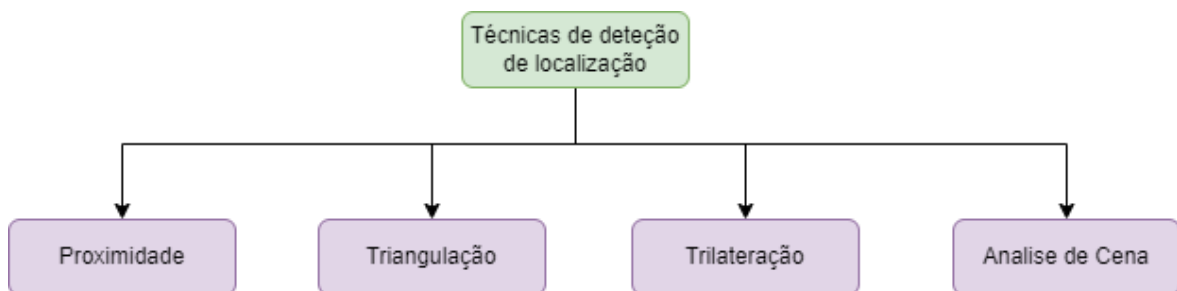 Técnicas de deteção
de localização
Proximidade
Triangulação
Trilateração
Analise de Cena